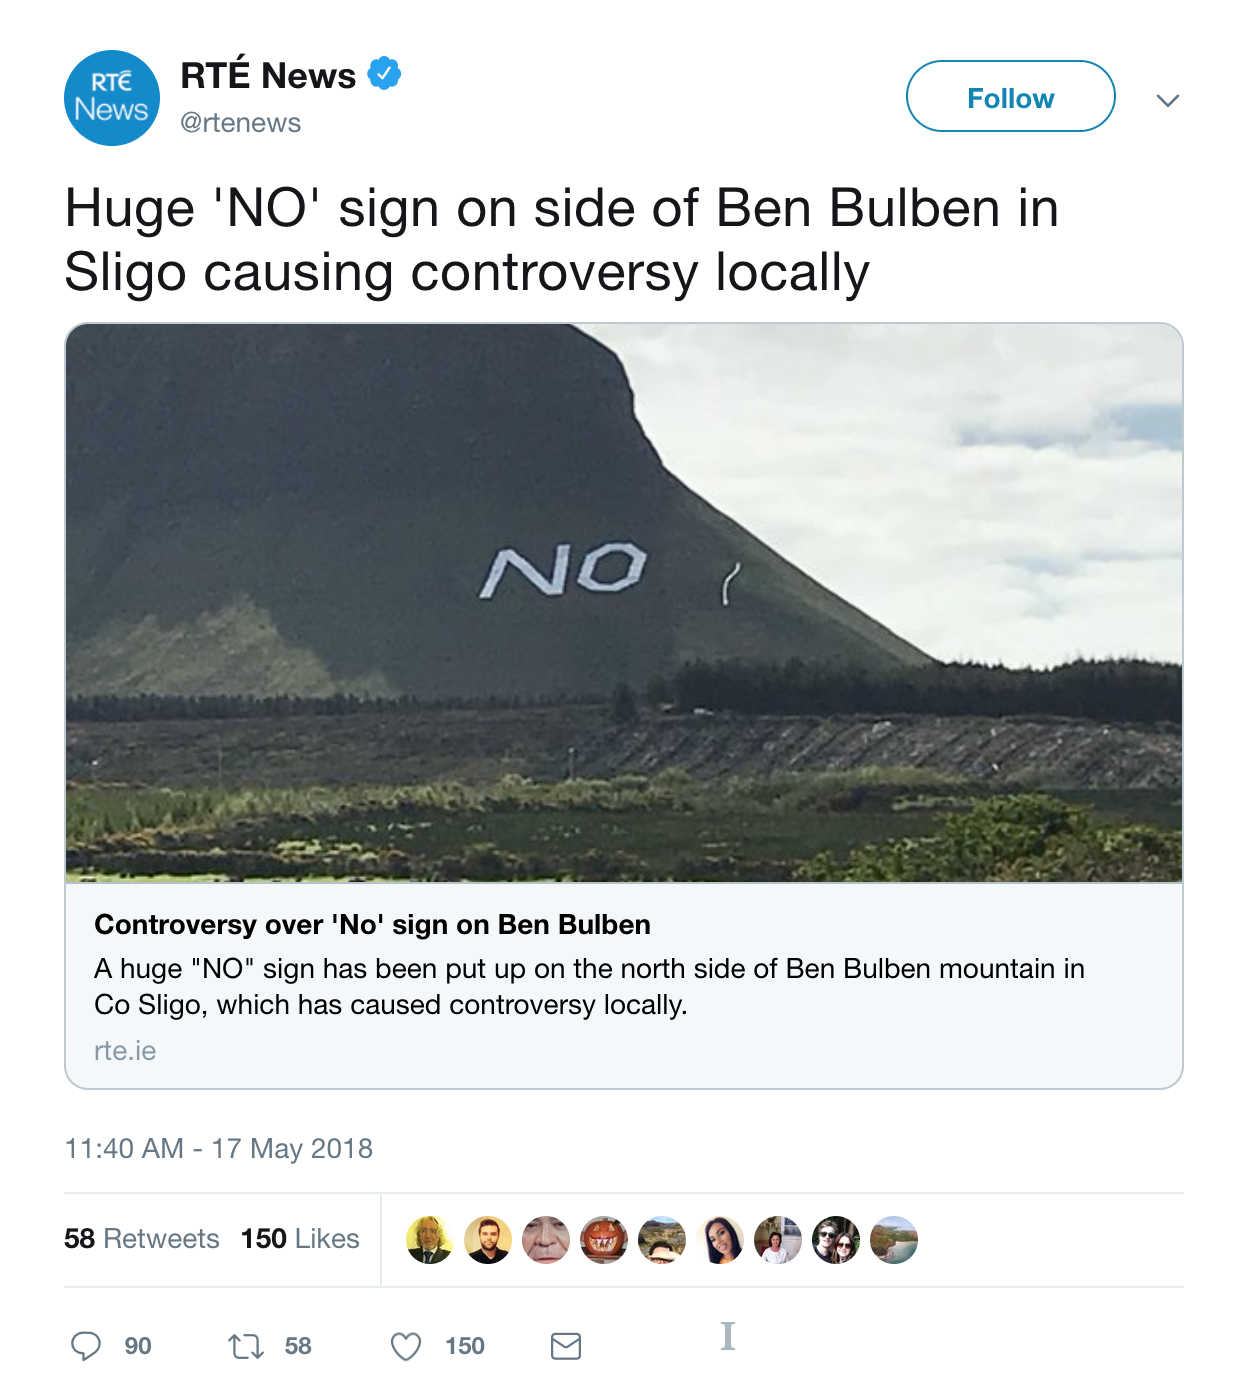 RTÉ
News
RTÉ News
@rtenews
Follow
Huge 'NO' sign on side of Ben Bulben in
Sligo causing controversy locally
NO
Controversy over 'No' sign on Ben Bulben
A huge "NO" sign has been put up on the north side of Ben Bulben mountain in
Co Sligo, which has caused controversy locally.
rte.ie
11:40 AM - 17 May 2018
58 Retweets 150 Likes
90 58 150